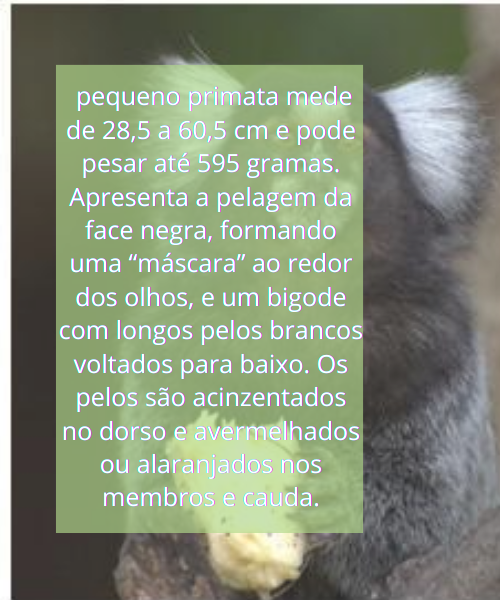 pequeno primata mede
de 28,5 a 60,5 cm e pode
pesar até 595 gramas.
Apresenta a pelagem da
face negra, formando
uma “máscara” ao redor
dos olhos, e um bigode
com longos pelos brancos
voltados para baixo. Os
pelos são acinzentados
no dorso e avermelhados
ou alaranjados nos
membros e cauda.